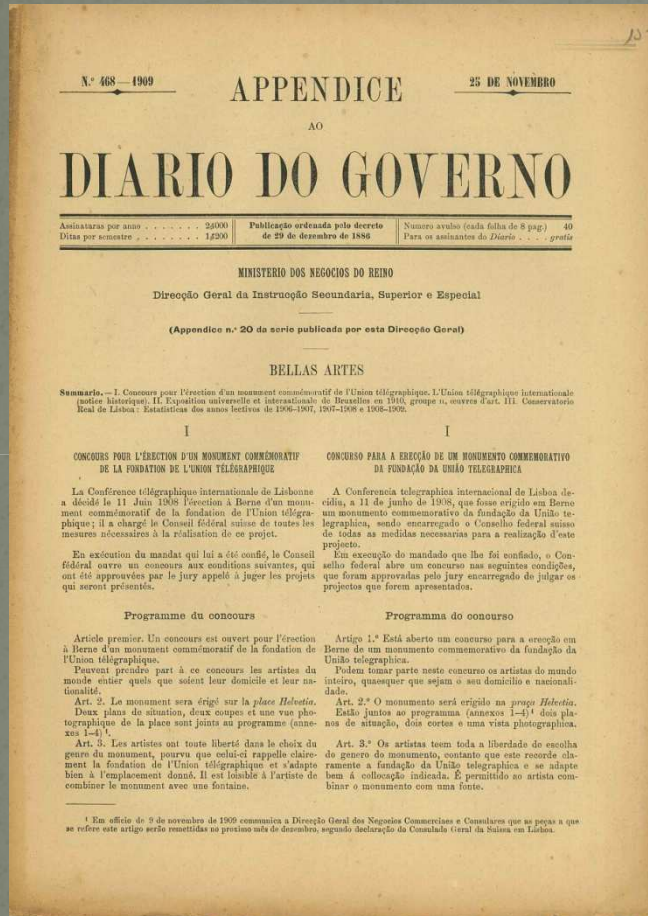 N.º 468—1909
APPENDICE
25 DE NOVEMBRO
AO
DIARIO DO GOVERNO
Assinaturas por anno . . . . . . . 2$000
Ditas por semestre . . . . . . . . 1$200
Publicação ordenada pelo decreto
de 29 de dezembro de 1886
Numero avulso (cada folha de 8 pag.) 40
Para os assinantes do Diario . . . . gratis
MINISTERIO DOS NEGOCIOS DO REINO
Direcção Geral da Instrucção Secundaria, Superior e Especial
(Appendice n.º 20 da serie publicada por esta Direcção Geral)
BELLAS ARTES
Summario.— I. Concours pour l'érection d'un monument commémoratif de l'Union télégraphique. L'Union télégraphique internationale
(notice historique). II. Exposition universelle et internationale de Bruxelles en 1910, groupe II, œuvres d'art. III. Conservatorio
Real de Lisboa: Estatisticas dos annos lectivos de 1906-1907, 1907-1908 e 1908-1909.
I
CONCOURS POUR L'ÉRECTION D'UN MONUMENT COMMÉMORATIF
DE LA FONDATION DE L'UNION TÉLÉGRAPHIQUE
La Conférence télégraphique internationale de Lisbonne
a décidé le 11 Juin 1908 l'érection à Berne d'un monu-
ment commémoratif de la fondation de l'Union télégra-
phique; il a chargé le Conseil fédéral suisse de toutes les
mesures nécessaires à la réalisation de ce projet.
En exécution du mandat qui lui a été confié, le Conseil
fédéral ouvre un concours aux conditions suivantes, qui
ont été approuvées par le jury appelé à juger les projets
qui seront présentés.
Programme du concours
Article premier. Un concours est ouvert pour l'érection
à Berne d'un monument commémoratif de la fondation de
l'Union télégraphique.
Peuvent prendre part à ce concours les artistes du
monde entier quels que soient leur domicile et leur na-
tionalité.
Art. 2. Le monument sera érigé sur la place Helvetia.
Deux plans de situation, deux coupes et une vue pho-
tographique de la place sont joints au programme (anne-
xos 1-4) ¹.
Art. 3. Les artistes ont toute liberté dans le choix du
genre du monument, pourvu que celui-ci rappelle claire-
ment la fondation de l'Union télégraphique et s'adapte
bien à l'emplacement donné. Il est loisible à l'artiste de
combiner le monument avec une fontaine.
I
CONCURSO PARA A ERECÇÃO DE UM MONUMENTO COMMEMORATIVO
DA FUNDAÇÃO DA UNIÃO TELEGRAPHICA
A Conferencia telegraphica internacional de Lisboa de-
cidiu, a 11 de junho de 1908, que fosse erigido em Berne
um monumento commemorativo da fundação da União te-
legraphica, sendo encarregado o Conselho federal suisso
de todas as medidas necessarias para a realização d'este
projecto.
Em execução do mandado que lhe foi confiado, o Con-
selho federal abre um concurso nas seguintes condições,
que foram approvadas pelo jury encarregado de julgar os
projectos que forem apresentados.
Programma do concurso
Artigo 1.º Está aberto um concurso para a erecção em
Berne de um monumento commemorativo da fundação da
União telegraphica.
Podem tomar parte neste concurso os artistas do mundo
inteiro, quaesquer que sejam o seu domicilio e nacionali-
dade.
Art. 2.º O monumento será erigido na praça Helvetia.
Estão juntos ao programma (annexos 1-4) ¹ dois pla-
nos de situação, dois cortes e uma vista photographica.
Art. 3.º Os artistas teem toda a liberdade de escolha
do genero do monumento, contanto que este recorde cla-
ramente a fundação da União telegraphica e se adapte
bem á collocação indicada. É permittido ao artista com-
binar o monumento com uma fonte.
¹ Em officio de 9 de novembro de 1909 communica a Direcção Geral dos Negocios Commerciaes e Consulares que as peças a que
se refere este artigo serão remettidas no proximo mês de dezembro, segundo declaração da Consulado Geral da Suissa em Lisboa.